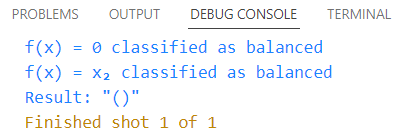 PROBLEMS OUTPUT DEBUG CONSOLE TERMINAL
f(x) = 0 classified as balanced
f(x) = x₂ classified as balanced
Result: "()"
Finished shot 1 of 1